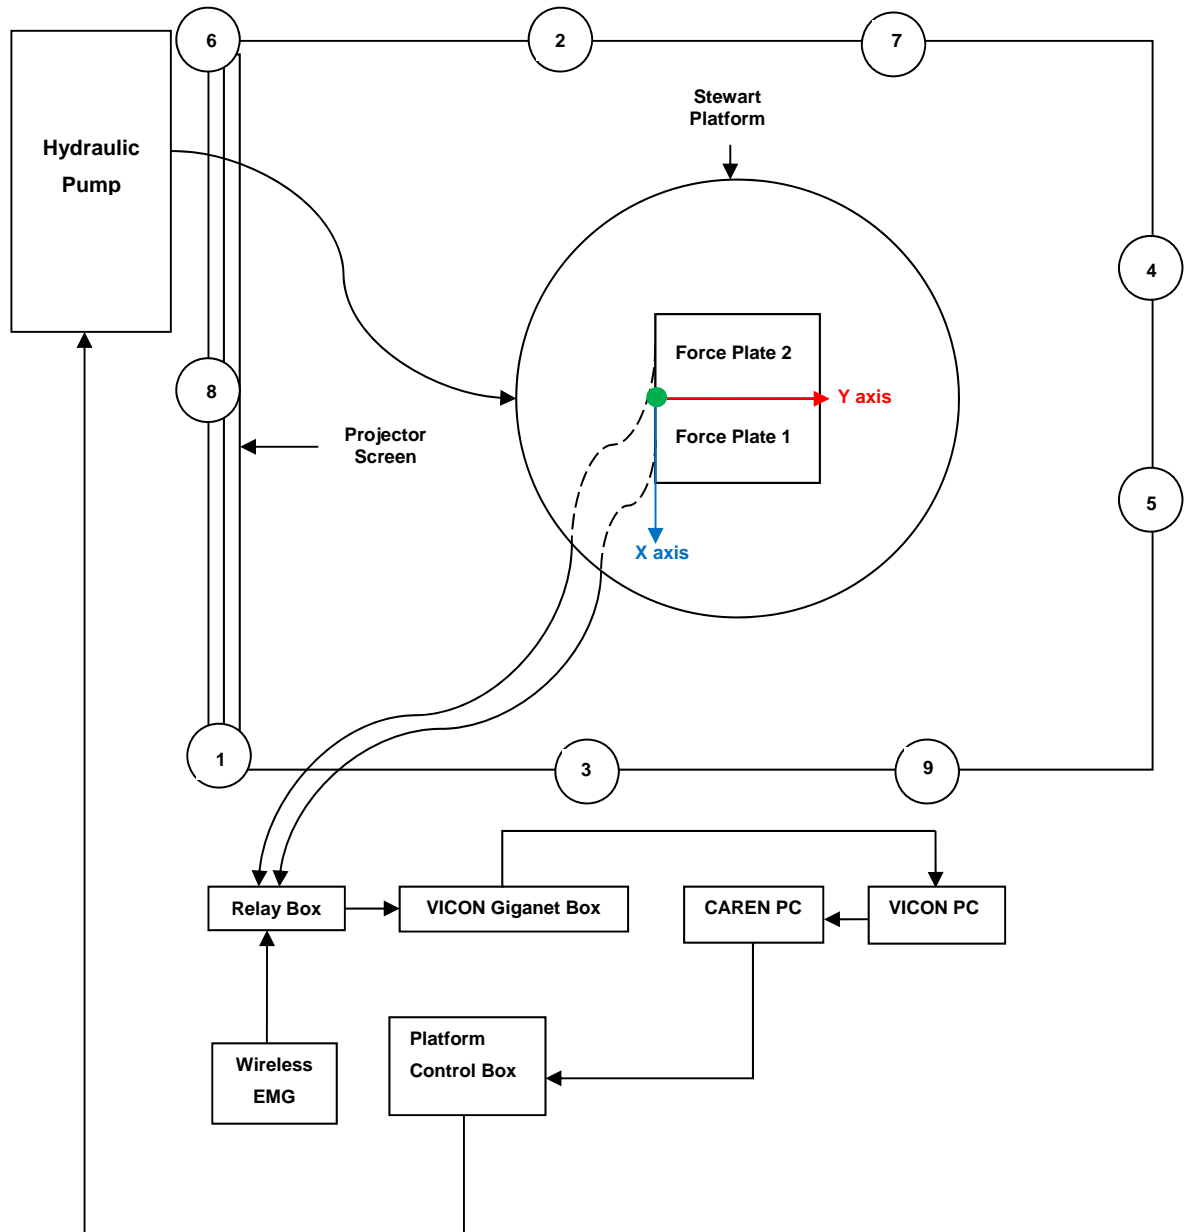 6
2
7
Stewart
Platform
Hydraulic
Pump
4
Force Plate 2
8
Y axis
Projector
Screen
Force Plate 1
5
X axis
1
3
9
Relay Box
VICON Giganet Box
CAREN PC
VICON PC
Platform
Control Box
Wireless
EMG